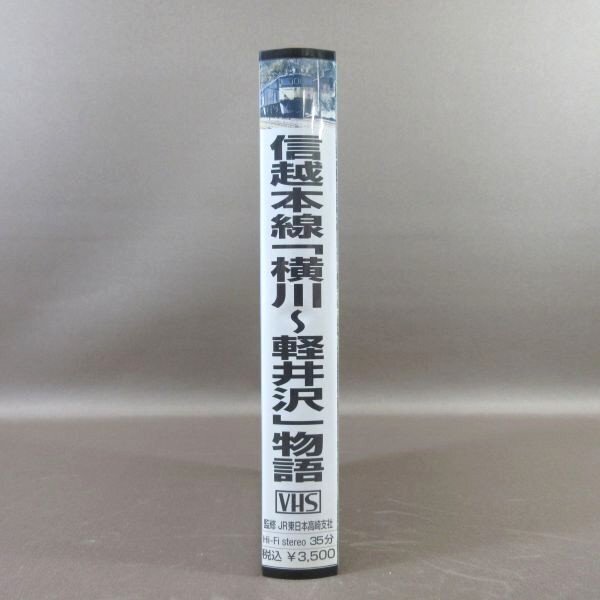 信越本線「横川〜軽井沢」物語
VHS
監修 JR東日本高崎支社
Hi-Fi stereo 35分
税込 ¥3,500